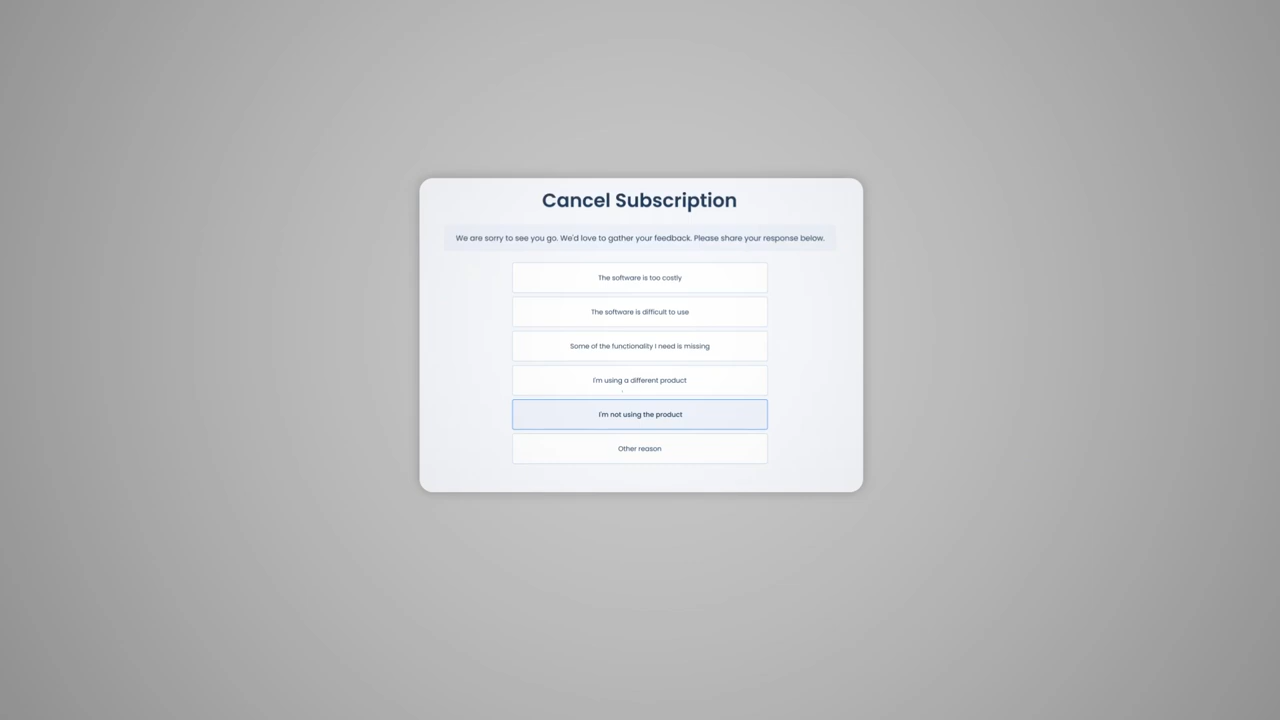 Cancel Subscription
We are sorry to see you go. We'd love to gather your feedback. Please share your response below.
The software is too costly
The software is difficult to use
Some of the functionality I need is missing
I'm using a different product
I'm not using the product
Other reason